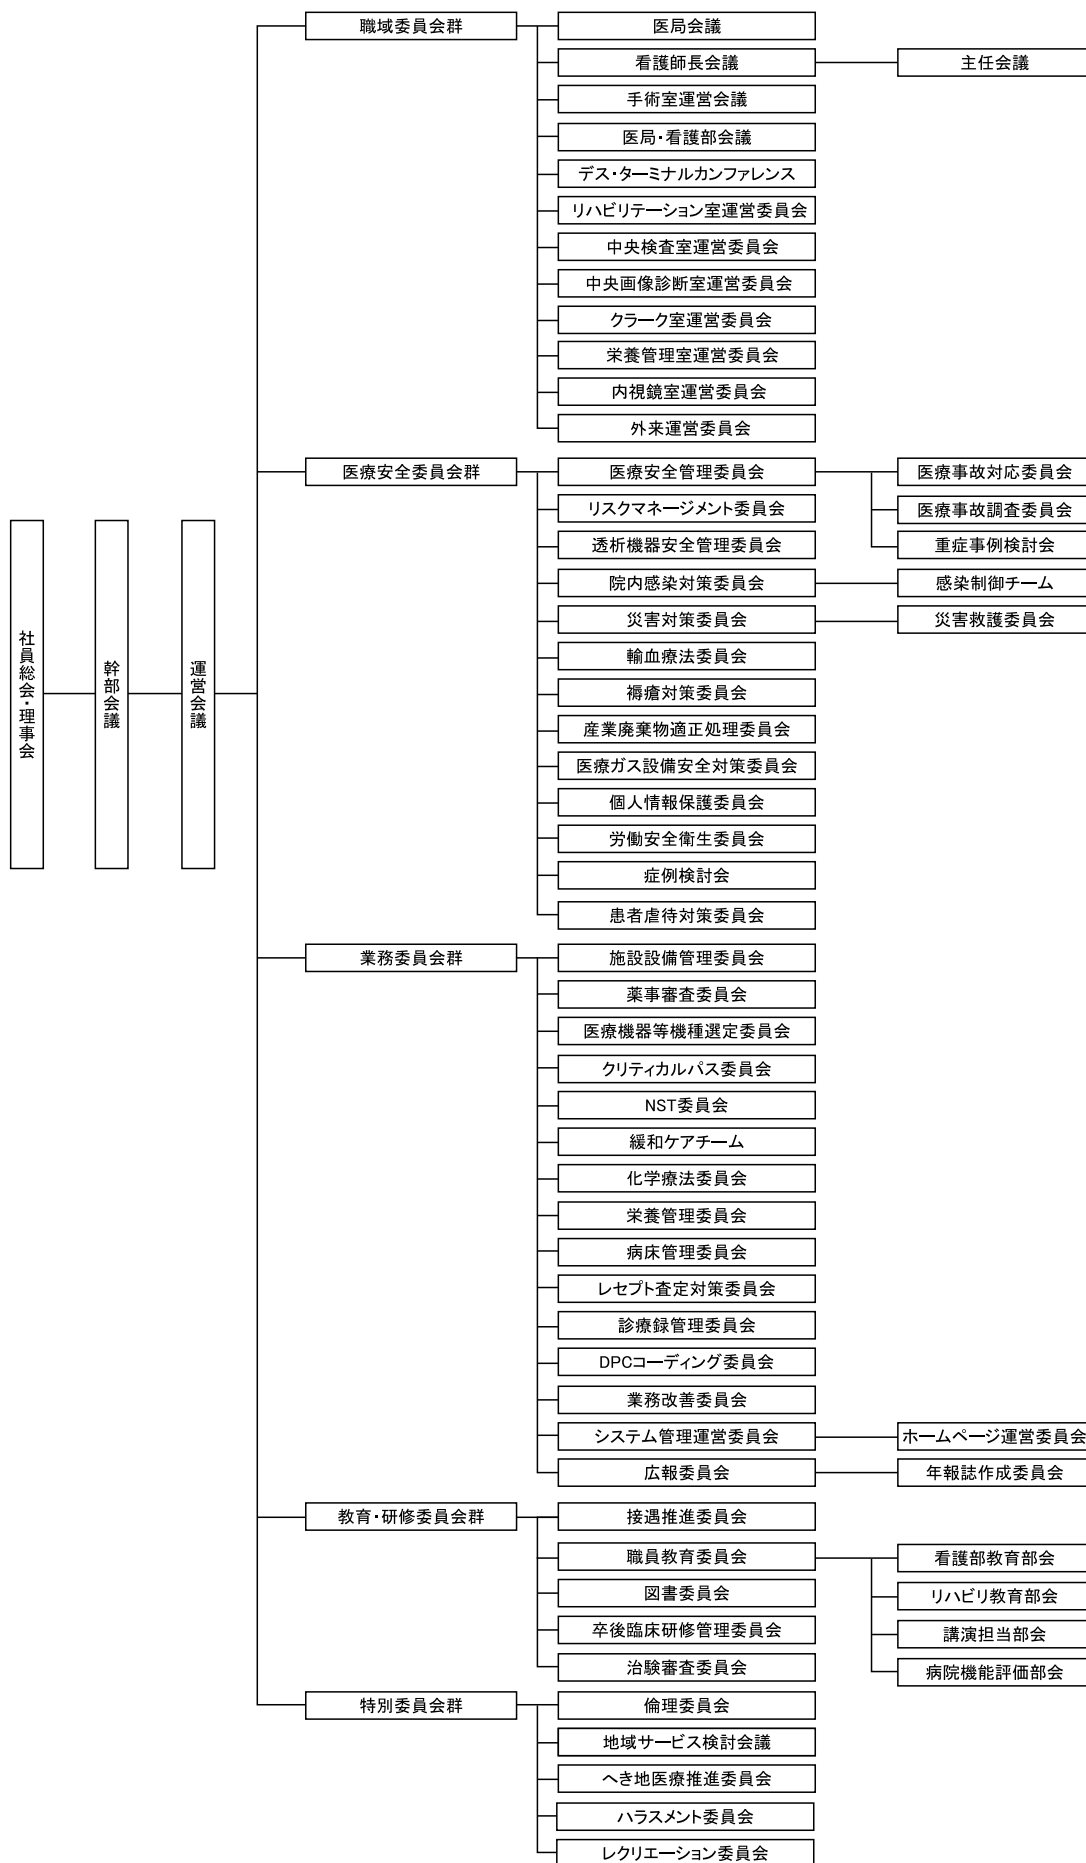 社員総会・理事会
幹部会議
運営会議
職域委員会群
医局会議
看護師長会議
主任会議
手術室運営会議
医局・看護部会議
デス・ターミナルカンファレンス
リハビリテーション室運営委員会
中央検査室運営委員会
中央画像診断室運営委員会
クラーク室運営委員会
栄養管理室運営委員会
内視鏡室運営委員会
外来運営委員会
医療安全委員会群
医療安全管理委員会
医療事故対応委員会
医療事故調査委員会
重症事例検討会
リスクマネージメント委員会
透析機器安全管理委員会
院内感染対策委員会
感染制御チーム
災害対策委員会
災害救護委員会
輸血療法委員会
褥瘡対策委員会
産業廃棄物適正処理委員会
医療ガス設備安全対策委員会
個人情報保護委員会
労働安全衛生委員会
症例検討会
患者虐待対策委員会
業務委員会群
施設設備管理委員会
薬事審査委員会
医療機器等機種選定委員会
クリティカルパス委員会
NST委員会
緩和ケアチーム
化学療法委員会
栄養管理委員会
病床管理委員会
レセプト査定対策委員会
診療録管理委員会
DPCコーディング委員会
業務改善委員会
システム管理運営委員会
ホームページ運営委員会
広報委員会
年報誌作成委員会
教育・研修委員会群
接遇推進委員会
職員教育委員会
看護部教育部会
リハビリ教育部会
講演担当部会
病院機能評価部会
図書委員会
卒後臨床研修管理委員会
治験審査委員会
特別委員会群
倫理委員会
地域サービス検討会議
へき地医療推進委員会
ハラスメント委員会
レクリエーション委員会